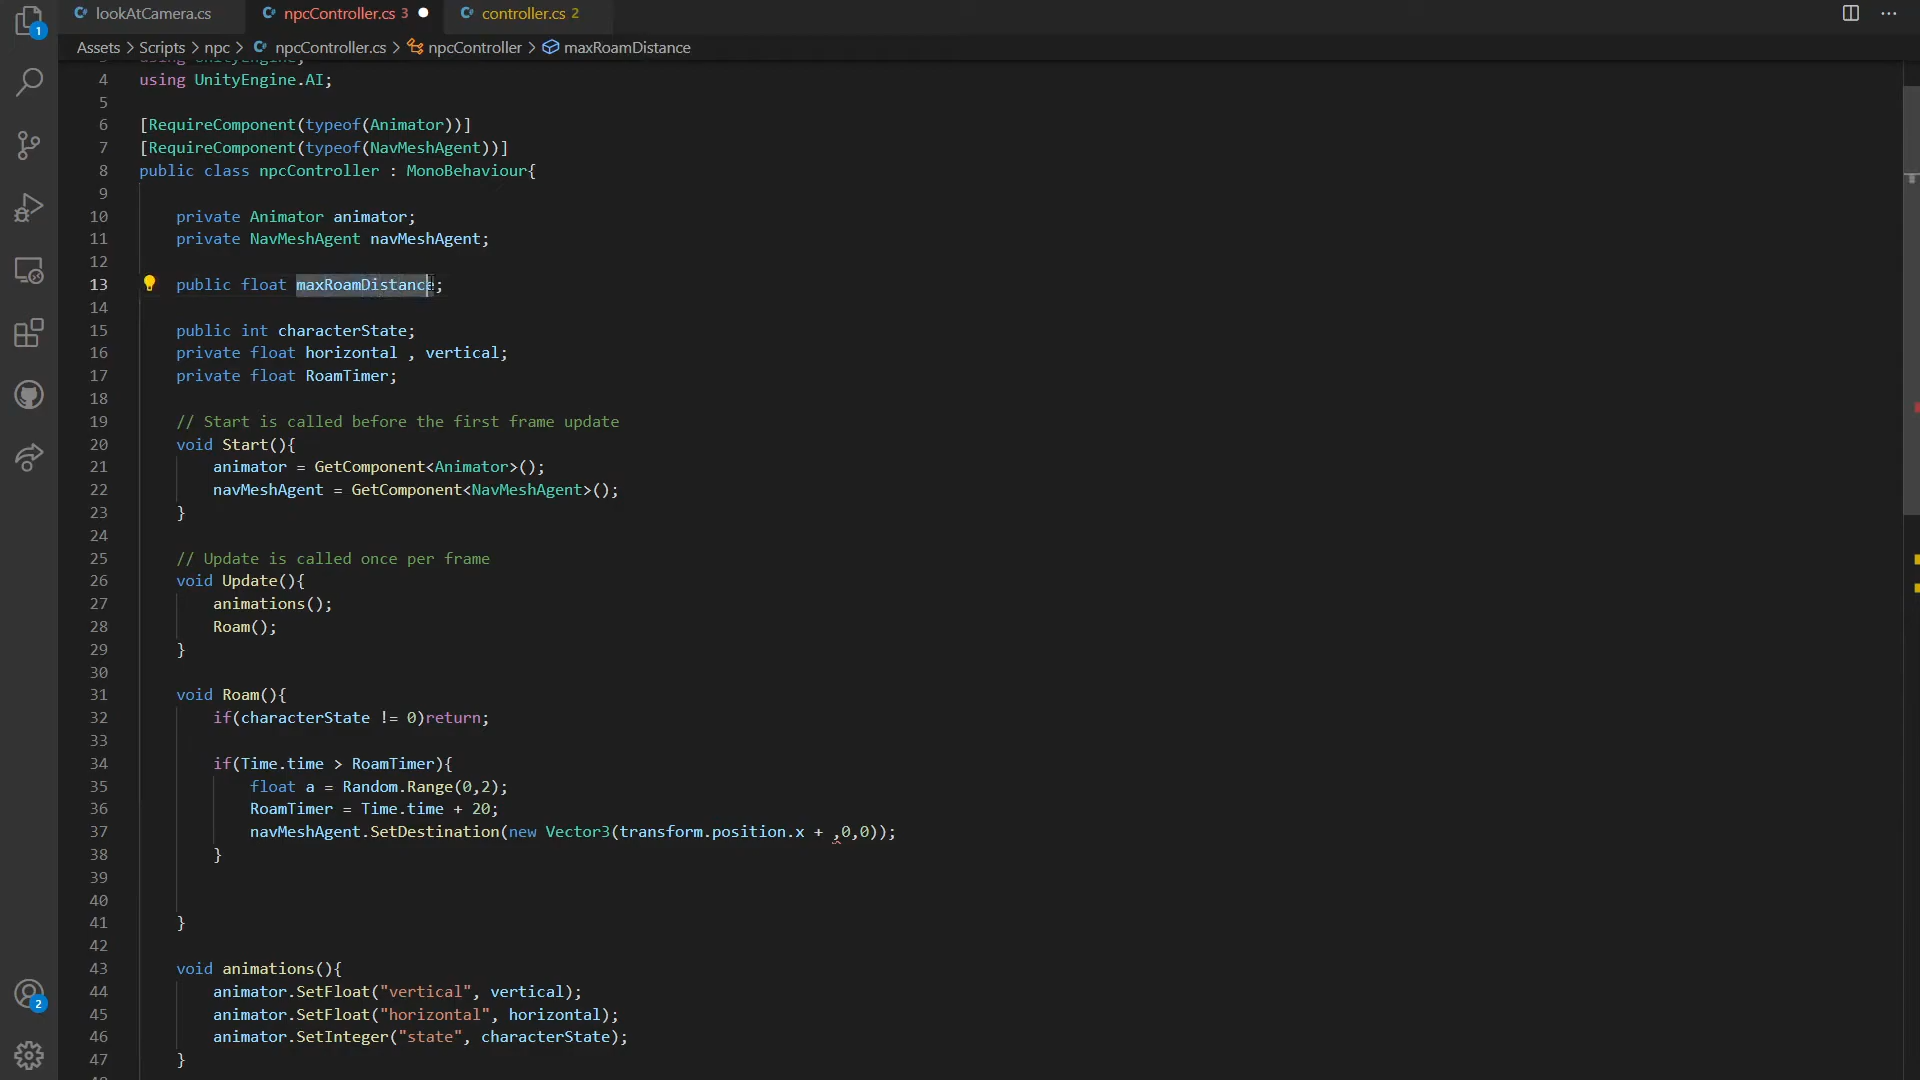 1
lookAtCamera.cs npcController.cs 3 controller.cs 2
Assets > Scripts > npc > npcController.cs > npcController > maxRoamDistance
3 using UnityEngine;
4 using UnityEngine.AI;
5
6 [RequireComponent(typeof(Animator))]
7 [RequireComponent(typeof(NavMeshAgent))]
8 public class npcController : MonoBehaviour{
9
10 private Animator animator;
11 private NavMeshAgent navMeshAgent;
12
13 public float maxRoamDistance;
14
15 public int characterState;
16 private float horizontal , vertical;
17 private float RoamTimer;
18
19 // Start is called before the first frame update
20 void Start(){
21 animator = GetComponent<Animator>();
22 navMeshAgent = GetComponent<NavMeshAgent>();
23 }
24
25 // Update is called once per frame
26 void Update(){
27 animations();
28 Roam();
29 }
30
31 void Roam(){
32 if(characterState != 0)return;
33
34 if(Time.time > RoamTimer){
35 float a = Random.Range(0,2);
36 RoamTimer = Time.time + 20;
37 navMeshAgent.SetDestination(new Vector3(transform.position.x + ,0,0));
38 }
39
40
41 }
42
43 void animations(){
44 animator.SetFloat("vertical", vertical);
45 animator.SetFloat("horizontal", horizontal);
46 animator.SetInteger("state", characterState);
47 }
2